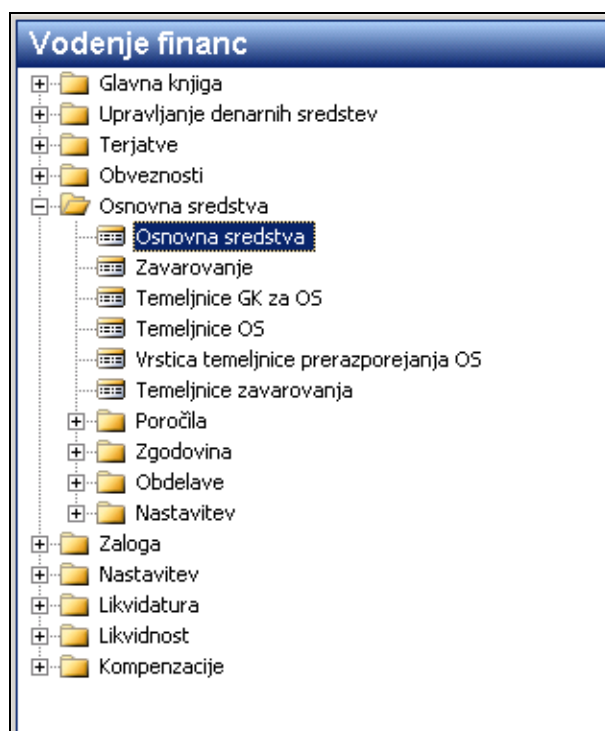 Vodenje financ
Glavna knjiga
Upravljanje denarnih sredstev
Terjatve
Obveznosti
Osnovna sredstva
Osnovna sredstva
Zavarovanje
Temeljnice GK za OS
Temeljnice OS
Vrstica temeljnice prerazporejanja OS
Temeljnice zavarovanja
Poročila
Zgodovina
Obdelave
Nastavitev
Zaloga
Nastavitev
Likvidatura
Likvidnost
Kompenzacije